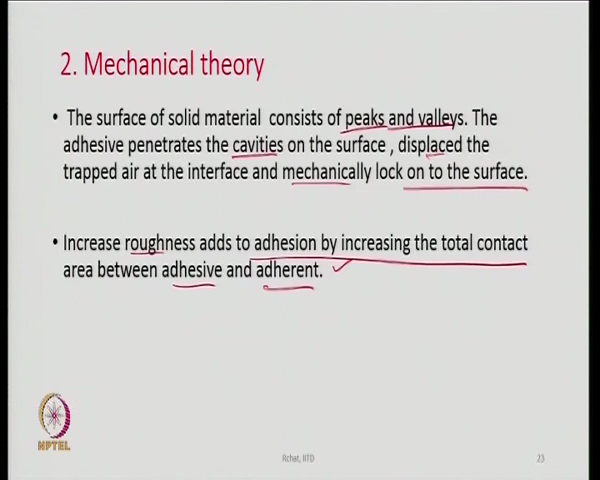 2. Mechanical theory
• The surface of solid material consists of peaks and valleys. The
adhesive penetrates the cavities on the surface , displaced the
trapped air at the interface and mechanically lock on to the surface.
• Increase roughness adds to adhesion by increasing the total contact
area between adhesive and adherent.
NPTEL
Rchat, IITD
23